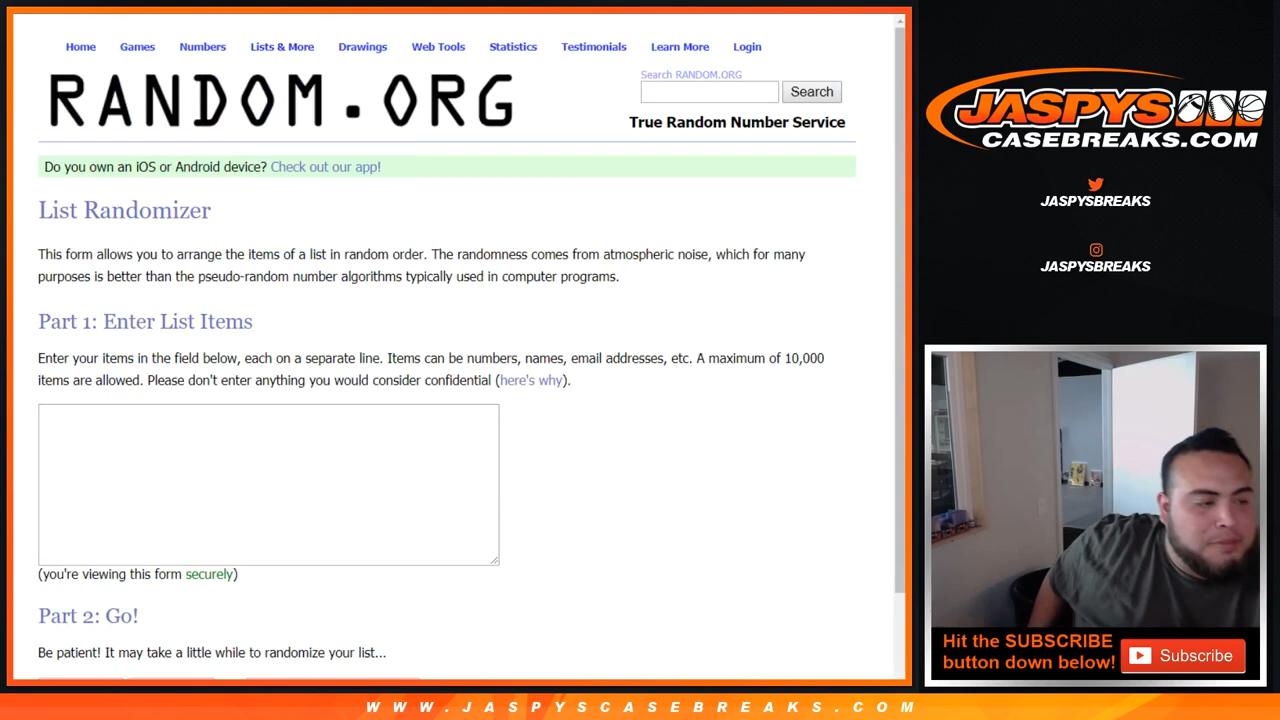 Home Games Numbers Lists & More Drawings Web Tools Statistics Testimonials Learn More Login
RANDOM.ORG
Search RANDOM.ORG
Search
True Random Number Service
Do you own an iOS or Android device? Check out our app!
List Randomizer
This form allows you to arrange the items of a list in random order. The randomness comes from atmospheric noise, which for many
purposes is better than the pseudo-random number algorithms typically used in computer programs.
Part 1: Enter List Items
Enter your items in the field below, each on a separate line. Items can be numbers, names, email addresses, etc. A maximum of 10,000
items are allowed. Please don't enter anything you would consider confidential (here's why).
(you're viewing this form securely)
Part 2: Go!
Be patient! It may take a little while to randomize your list...
JASPYS
CASEBREAKS.COM
JASPYSBREAKS
JASPYSBREAKS
Hit the SUBSCRIBE
button down below!
Subscribe
WWW.JASPYSCASEBREAKS.COM